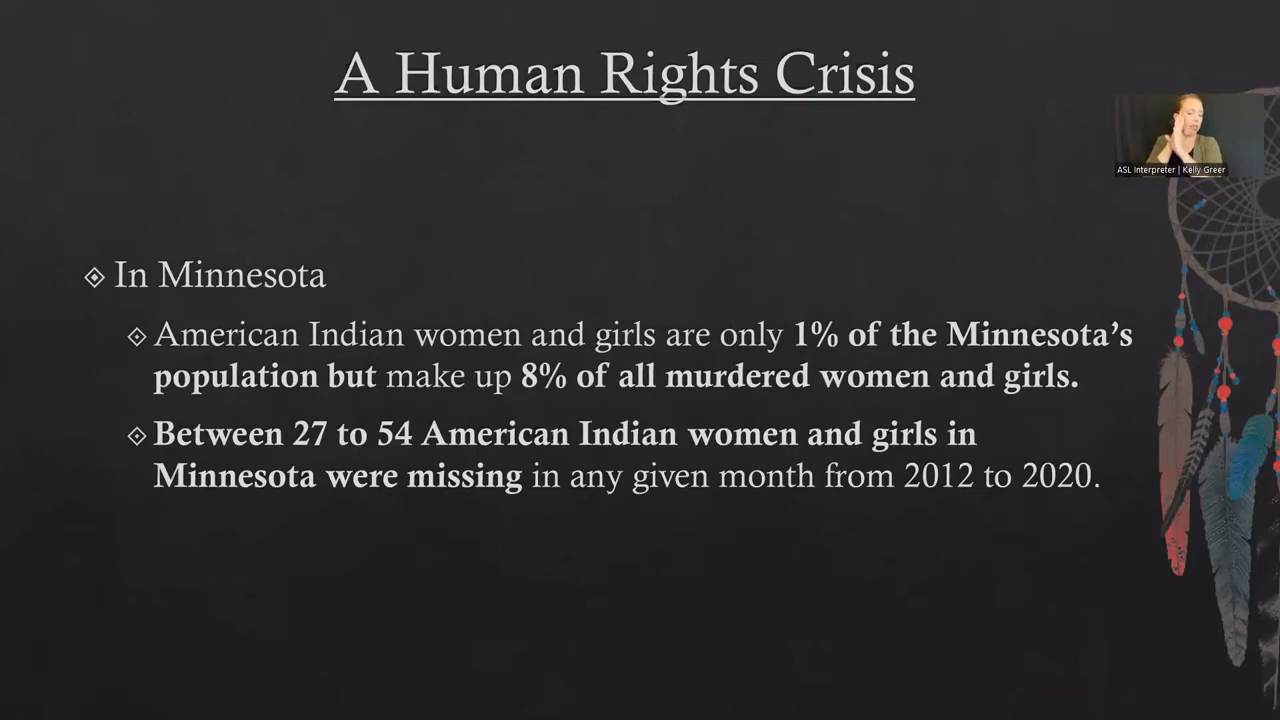 A Human Rights Crisis
ASL Interpreter | Kelly Greer
In Minnesota
American Indian women and girls are only 1% of the Minnesota’s
population but make up 8% of all murdered women and girls.
Between 27 to 54 American Indian women and girls in
Minnesota were missing in any given month from 2012 to 2020.